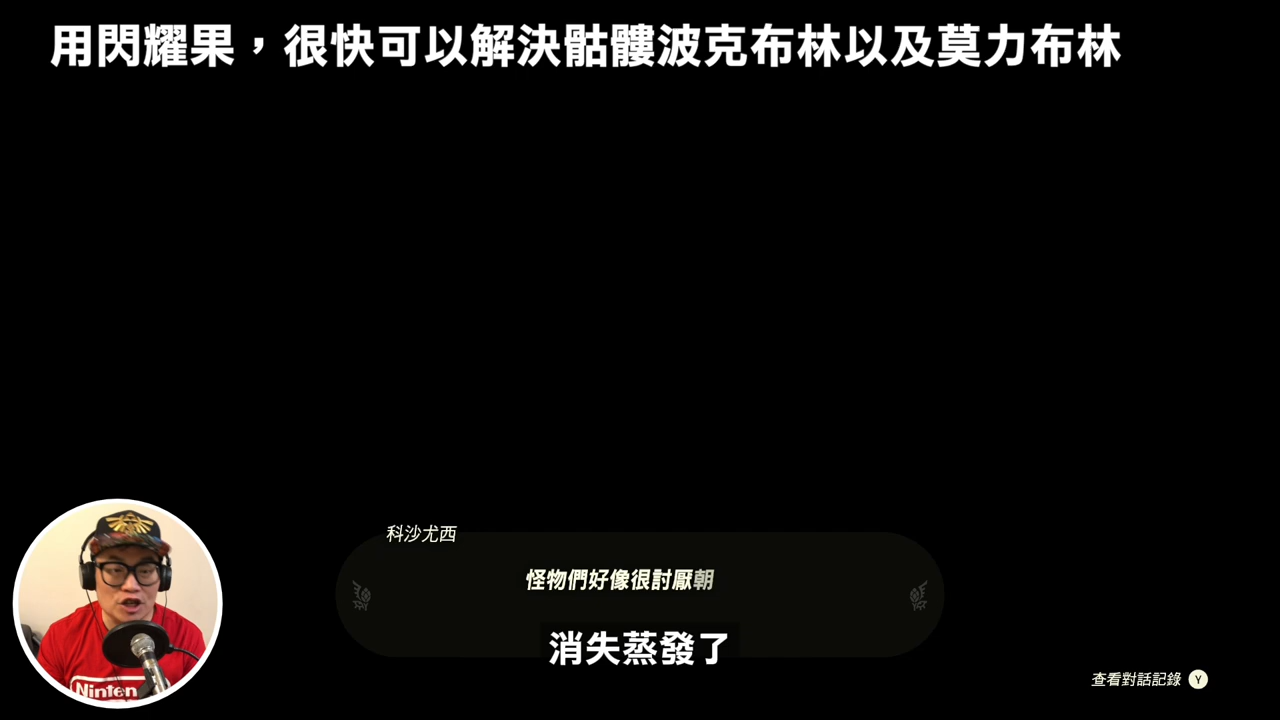 用閃耀果，很快可以解決骷髏波克布林以及莫力布林
科沙尤西
怪物們好像很討厭朝
消失蒸發了
查看對話記錄 Y
Ninten